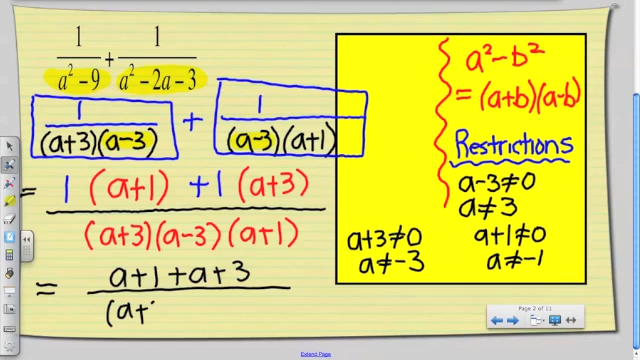 1/(a²-9) + 1/(a²-2a-3)
1/((a+3)(a-3)) + 1/((a-3)(a+1))
= (1(a+1) + 1(a+3))/((a+3)(a-3)(a+1))
= (a+1+a+3)/((a+
a²-b²
= (a+b)(a-b)
Restrictions
a-3≠0
a≠3
a+3≠0
a≠-3
a+1≠0
a≠-1
Page 2 of 11
Extend Page